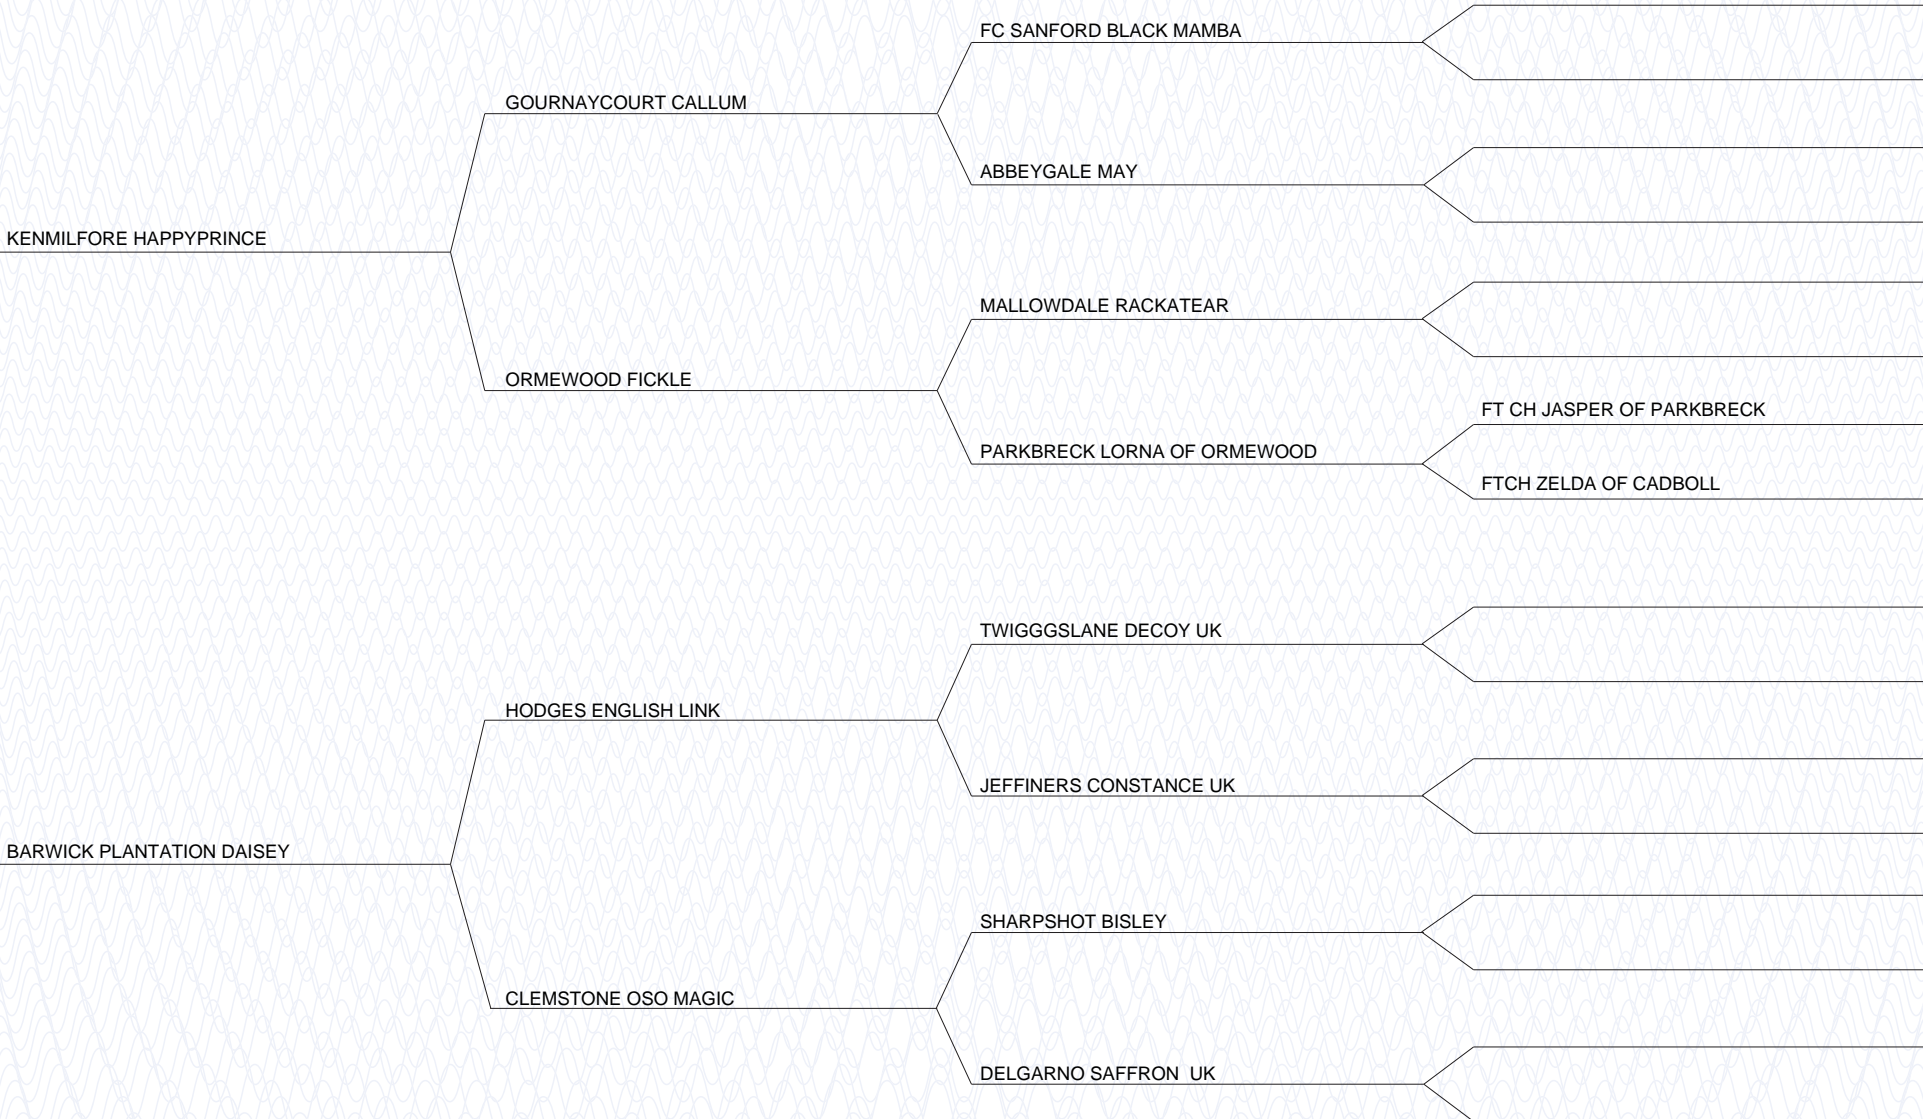 FC SANFORD BLACK MAMBA
GOURNAYCOURT CALLUM
ABBEYGALE MAY
KENMILFORE HAPPYPRINCE
MALLOWDALE RACKATEAR
ORMEWOOD FICKLE
FT CH JASPER OF PARKBRECK
PARKBRECK LORNA OF ORMEWOOD
FTCH ZELDA OF CADBOLL
TWIGGGSLANE DECOY UK
HODGES ENGLISH LINK
JEFFINERS CONSTANCE UK
BARWICK PLANTATION DAISEY
SHARPSHOT BISLEY
CLEMSTONE OSO MAGIC
DELGARNO SAFFRON  UK